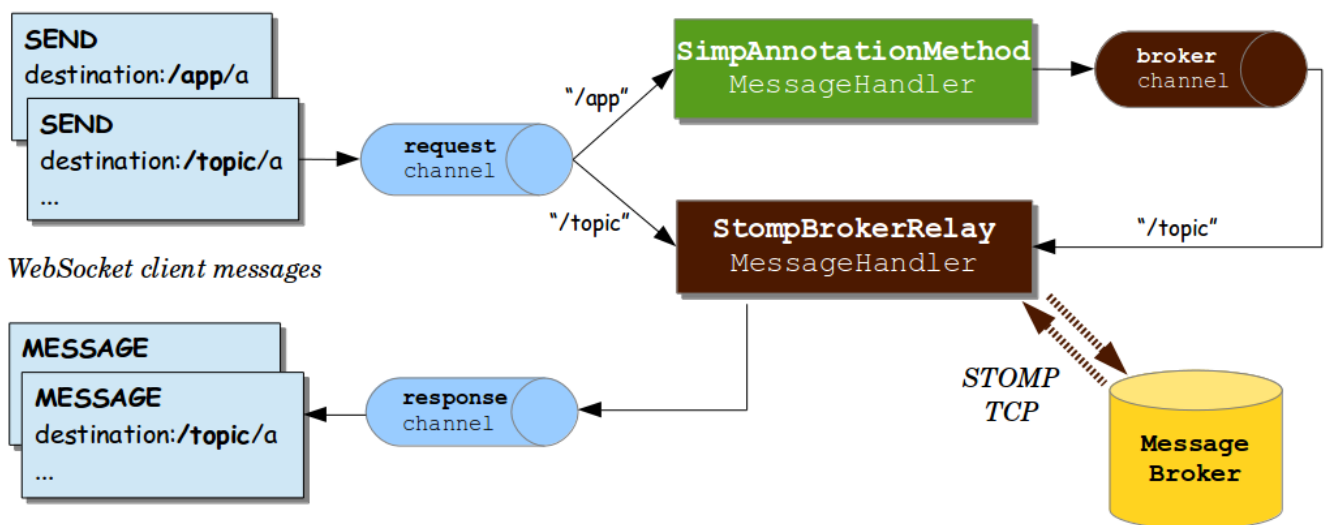 SEND
destination:/app/a
SEND
destination:/topic/a
...
WebSocket client messages
request
channel
“/app”
“/topic”
SimpAnnotationMethod
MessageHandler
broker
channel
StompBrokerRelay
MessageHandler
“/topic”
MESSAGE
MESSAGE
destination:/topic/a
...
response
channel
STOMP
TCP
Message
Broker